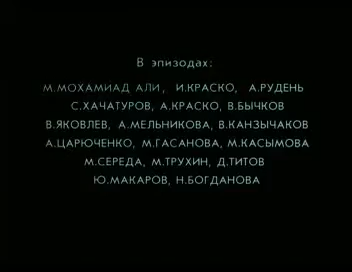 В эпизодах:
М.МОХАМИАД АЛИ, И.КРАСКО, А.РУДЕНЬ
С.ХАЧАТУРОВ, А.КРАСКО, В.БЫЧКОВ
В.ЯКОВЛЕВ, А.МЕЛЬНИКОВА, В.КАНЗЫЧАКОВ
А.ЦАРЮЧЕНКО, М.ГАСАНОВА, М.КАСЫМОВА
М.СЕРЕДА, М.ТРУХИН, Д.ТИТОВ
Ю.МАКАРОВ, Н.БОГДАНОВА